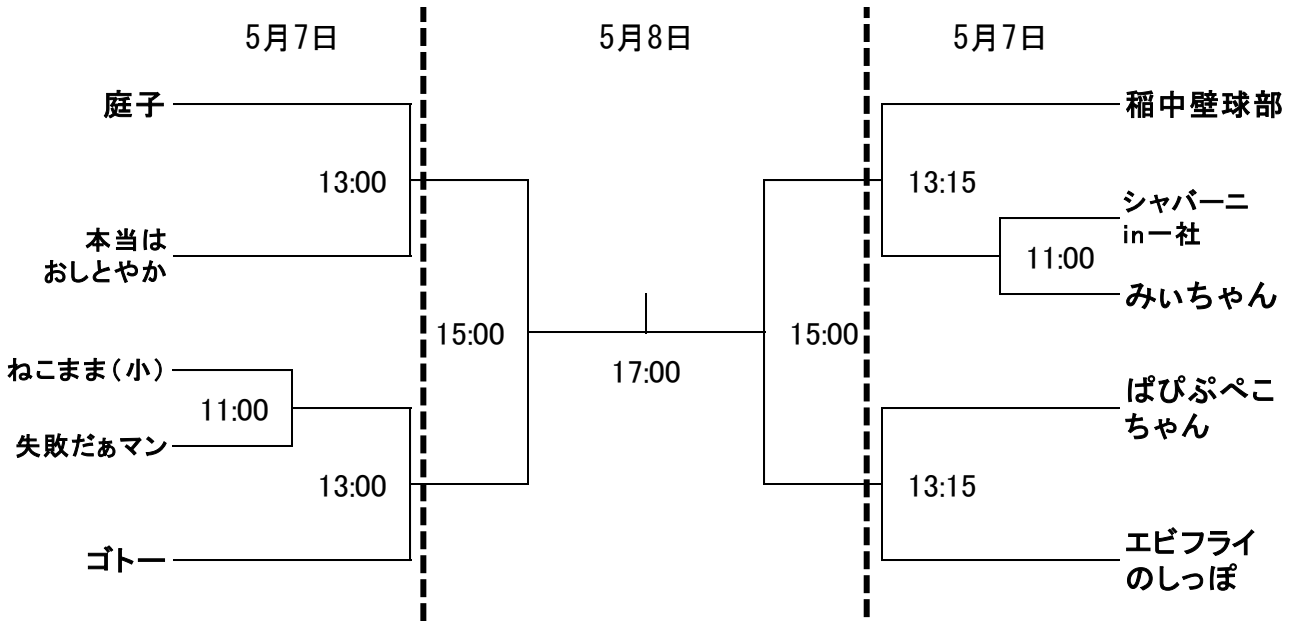 5月7日
5月8日
5月7日
庭子
13:00
本当は
おしとやか
ねこまま(小)
11:00
失敗だぁマン
13:00
ゴトー
15:00
17:00
15:00
稲中壁球部
13:15
シャバーニ
in一社
11:00
みぃちゃん
ぱぴぷぺこ
ちゃん
13:15
エビフライ
のしっぽ